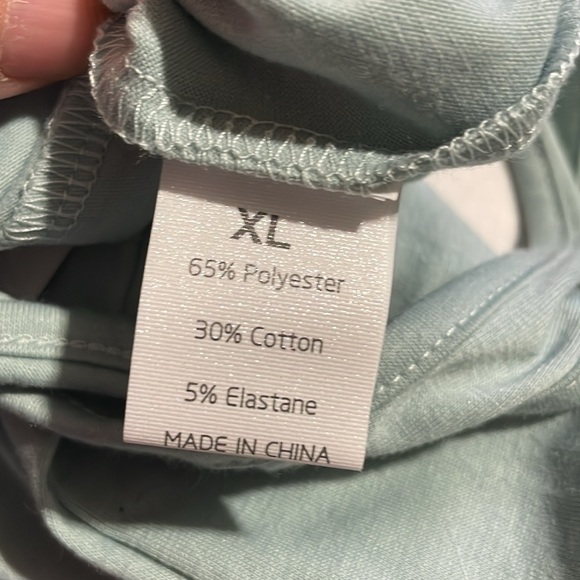 XL
65% Polyester
30% Cotton
5% Elastane
MADE IN CHINA